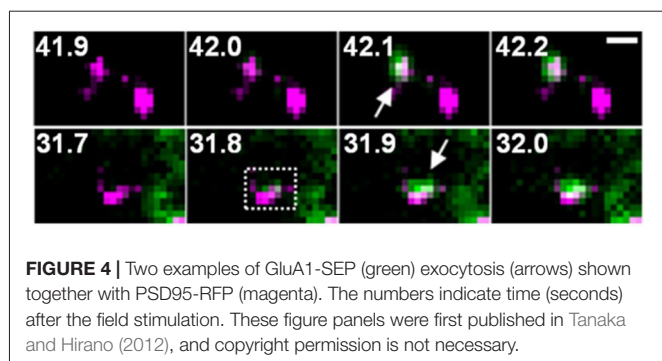 41.9 42.0 42.1 42.2
31.7 31.8 31.9 32.0
FIGURE 4 | Two examples of GluA1-SEP (green) exocytosis (arrows) shown
together with PSD95-RFP (magenta). The numbers indicate time (seconds)
after the field stimulation. These figure panels were first published in Tanaka
and Hirano (2012), and copyright permission is not necessary.